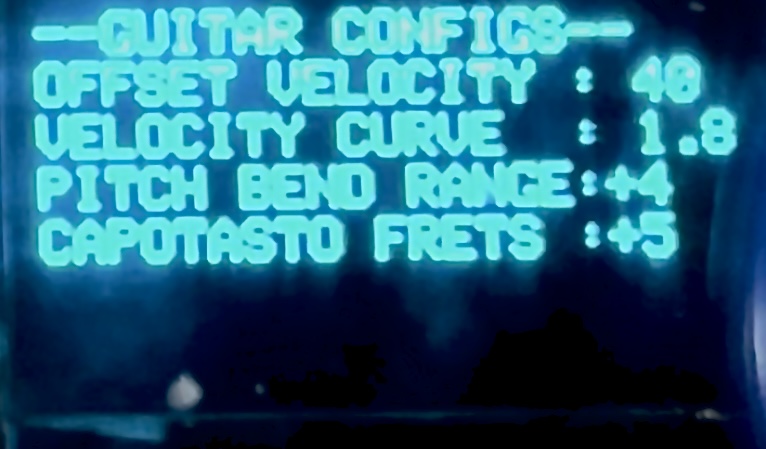 --GUITAR CONFIGS--
OFFSET VELOCITY : 40
VELOCITY CURVE : 1.8
PITCH BEND RANGE:+4
CAPOTASTO FRETS :+5